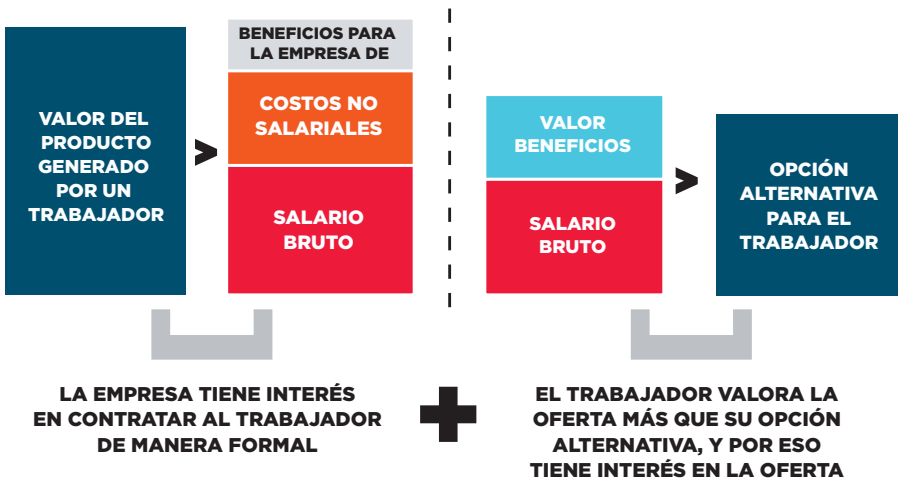 VALOR DEL
PRODUCTO
GENERADO
POR UN
TRABAJADOR
>
BENEFICIOS PARA
LA EMPRESA DE
COSTOS NO
SALARIALES
SALARIO
BRUTO
VALOR
BENEFICIOS
SALARIO
BRUTO
>
OPCIÓN
ALTERNATIVA
PARA EL
TRABAJADOR
LA EMPRESA TIENE INTERÉS
EN CONTRATAR AL TRABAJADOR
DE MANERA FORMAL
+
EL TRABAJADOR VALORA LA
OFERTA MÁS QUE SU OPCIÓN
ALTERNATIVA, Y POR ESO
TIENE INTERÉS EN LA OFERTA